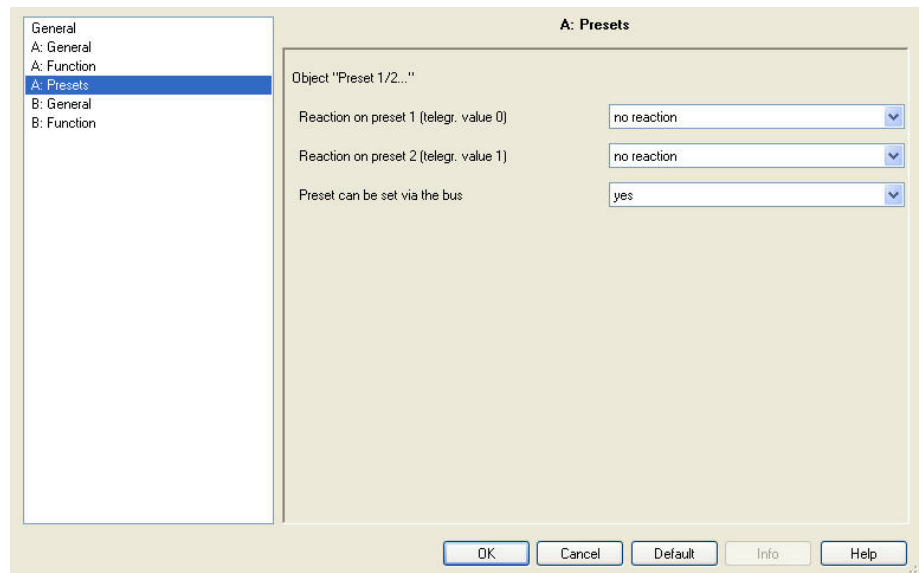 General
A: General
A: Function
A: Presets
B: General
B: Function
A: Presets
Object "Preset 1/2..."
Reaction on preset 1 (telegr. value 0) no reaction
Reaction on preset 2 (telegr. value 1) no reaction
Preset can be set via the bus yes
OK Cancel Default Info Help